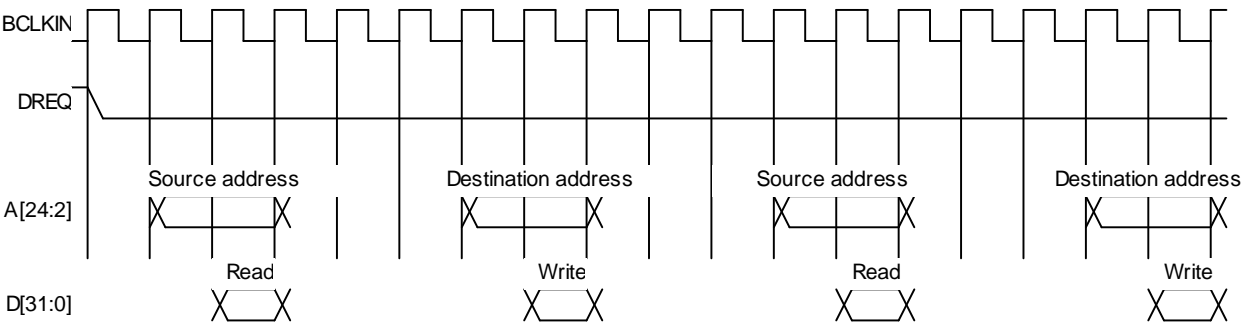 BCLKIN
DREQ
Source address Destination address Source address Destination address
A[24:2]
Read Write Read Write
D[31:0]